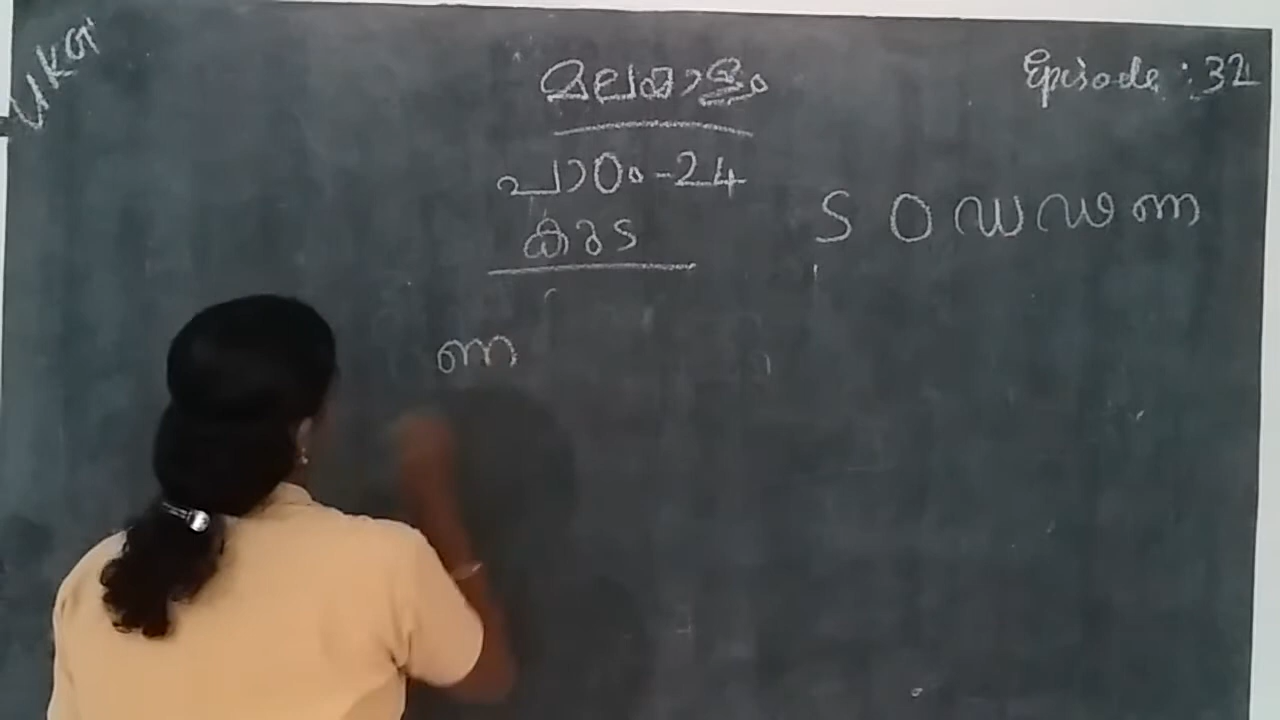 UKG
മലയാളം
Episode : 32
പാഠം - 24
കുട
ട ഠ ഡ ഢ ണ
ണ